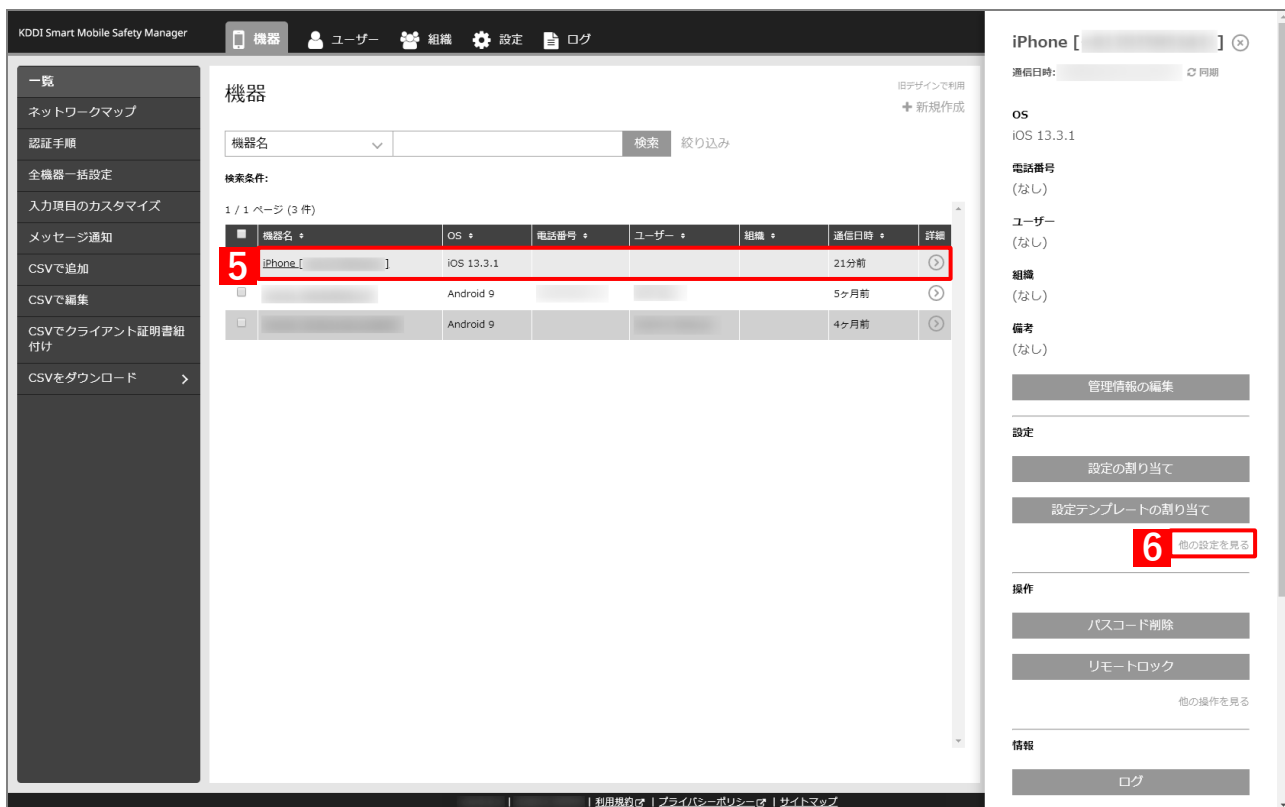 KDDI Smart Mobile Safety Manager
機器
ユーザー
組織
設定
ログ
一覧
ネットワークマップ
認証手順
全機器一括設定
入力項目のカスタマイズ
メッセージ通知
CSVで追加
CSVで編集
CSVでクライアント証明書紐
付け
CSVをダウンロード
機器
旧デザインで利用
+ 新規作成
機器名
検索 絞り込み
検索条件:
1 / 1 ページ (3 件)
機器名 OS 電話番号 ユーザー 組織 通信日時 詳細
5 iPhone [ ] iOS 13.3.1 21分前
Android 9 5ヶ月前
Android 9 4ヶ月前
iPhone [ ]
通信日時: 同期
OS
iOS 13.3.1
電話番号
(なし)
ユーザー
(なし)
組織
(なし)
備考
(なし)
管理情報の編集
設定
設定の割り当て
設定テンプレートの割り当て
6 他の設定を見る
操作
パスコード削除
リモートロック
他の操作を見る
情報
ログ
| | 利用規約 | プライバシーポリシー | サイトマップ